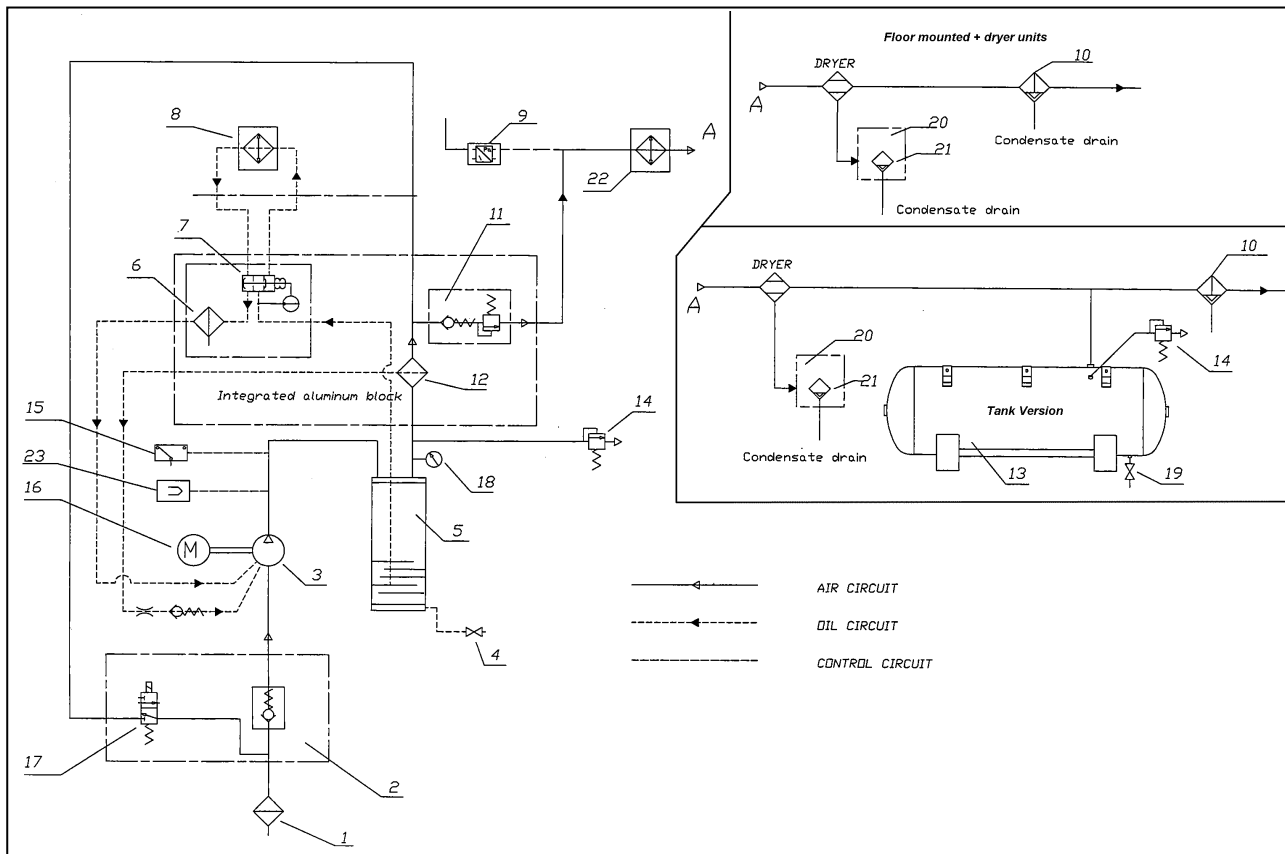 Floor mounted + dryer units
10
DRYER
A
20
21
Condensate drain
Condensate drain
8
9
A
22
7
11
6
12
Integrated aluminum block
14
15
23
18
16
M
5
3
4
17
2
1
10
DRYER
A
20
21
14
Tank Version
Condensate drain
13
19
AIR CIRCUIT
OIL CIRCUIT
CONTROL CIRCUIT